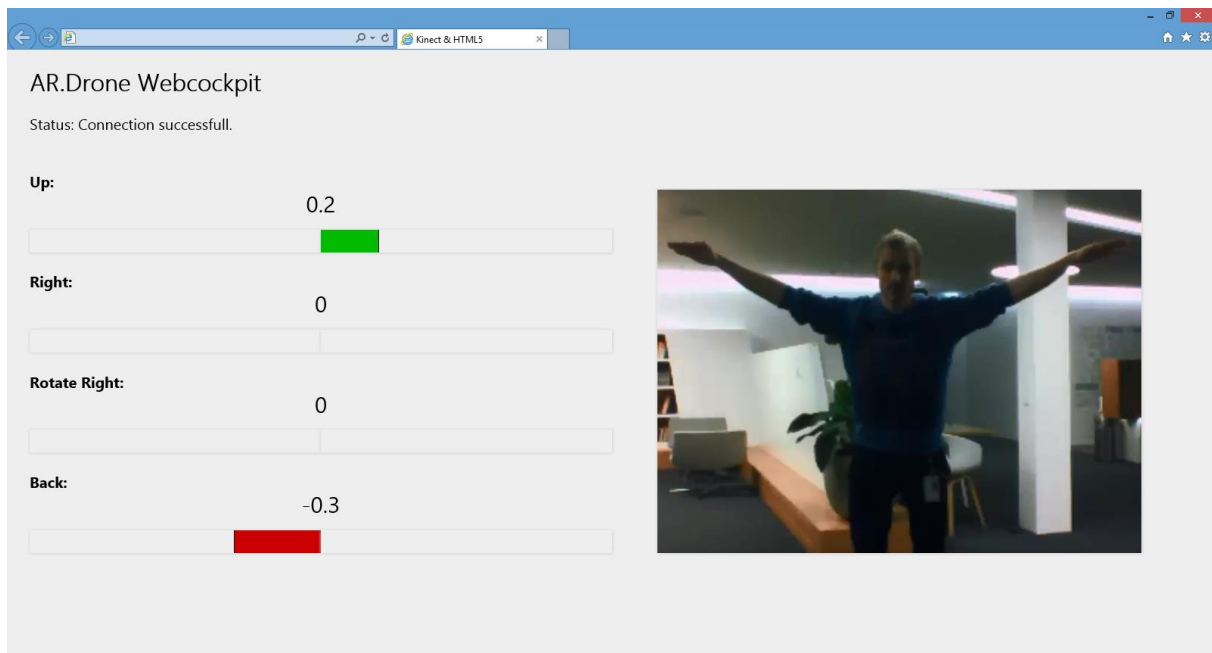 Kinect & HTML5
AR.Drone Webcockpit
Status: Connection successfull.
Up:
0.2
Right:
0
Rotate Right:
0
Back:
-0.3